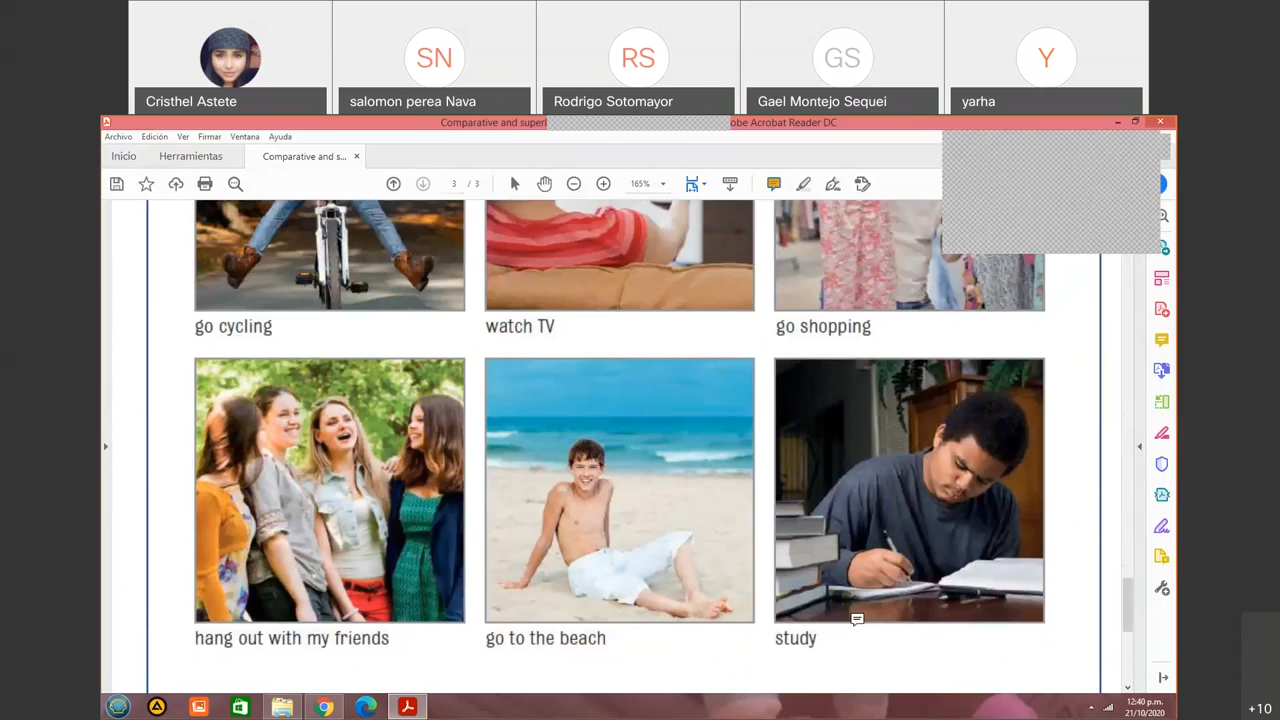 SN
RS
GS
Y
Cristhel Astete
salomon perea Nava
Rodrigo Sotomayor
Gael Montejo Sequei
yarha
Comparative and superl
obe Acrobat Reader DC
Archivo Edición Ver Firmar Ventana Ayuda
Inicio Herramientas Comparative and s... ×
3 / 3 165%
go cycling
watch TV
go shopping
hang out with my friends
go to the beach
study
12:40 p.m.
21/10/2020
+10